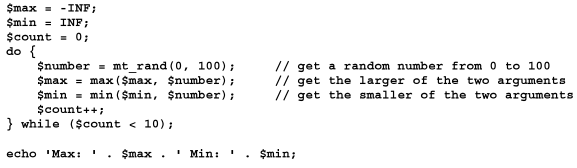 $max = -INF;
$min = INF;
$count = 0;
do {
    $number = mt_rand(0, 100);     // get a random number from 0 to 100
    $max = max($max, $number);     // get the larger of the two arguments
    $min = min($min, $number);     // get the smaller of the two arguments
    $count++;
} while ($count < 10);

echo 'Max: ' . $max . ' Min: ' . $min;